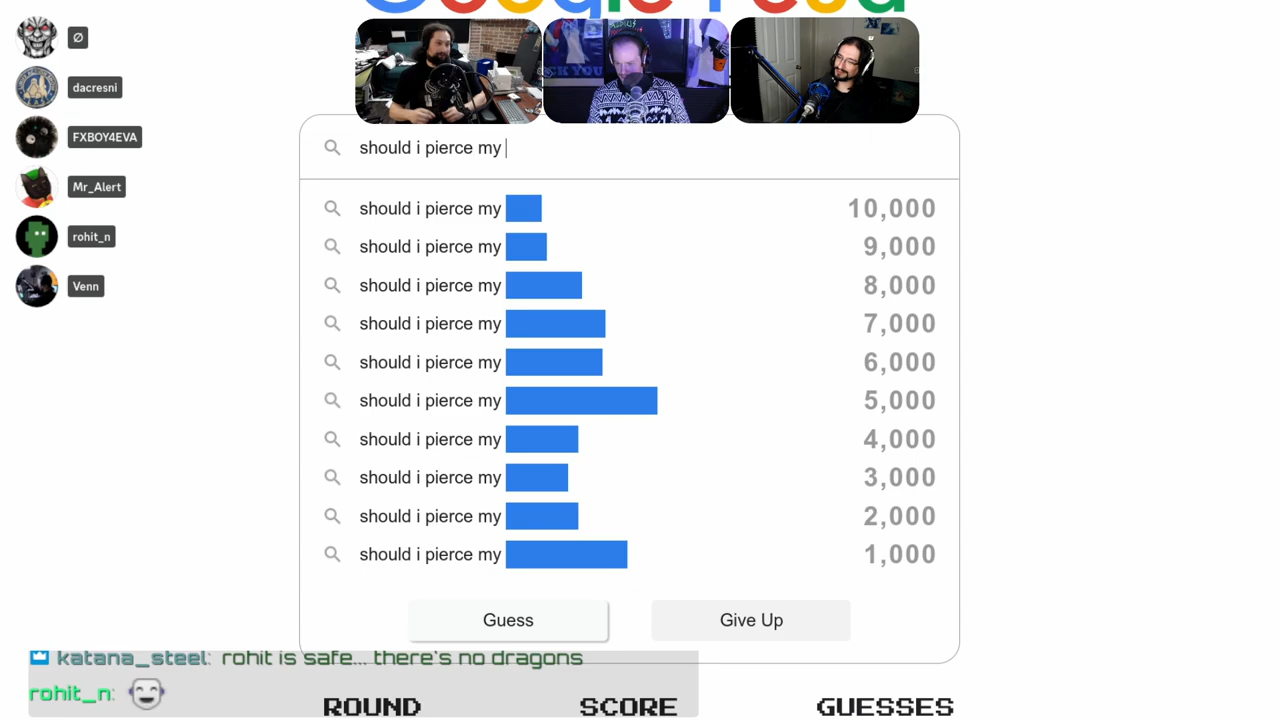 Google Feud
Ø
dacresni
FXBOY4EVA
Mr_Alert
rohit_n
Venn
should i pierce my
should i pierce my 10,000
should i pierce my 9,000
should i pierce my 8,000
should i pierce my 7,000
should i pierce my 6,000
should i pierce my 5,000
should i pierce my 4,000
should i pierce my 3,000
should i pierce my 2,000
should i pierce my 1,000
Guess Give Up
katana_steel: rohit is safe... there's no dragons
rohit_n:
ROUND SCORE GUESSES